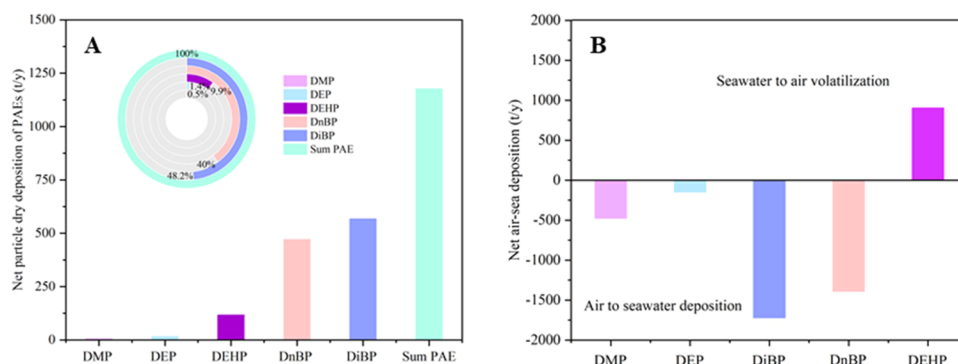 A
Net particle dry deposition of PAEs (t/y)
1500
1250
1000
750
500
250
0
100%
1.4%
9.9%
0.5%
40%
48.2%
DMP
DEP
DEHP
DnBP
DiBP
Sum PAE
DMP DEP DEHP DnBP DiBP Sum PAE
B
Net air-sea deposition (t/y)
2000
1500
1000
500
0
-500
-1000
-1500
-2000
Seawater to air volatilization
Air to seawater deposition
DMP DEP DiBP DnBP DEHP